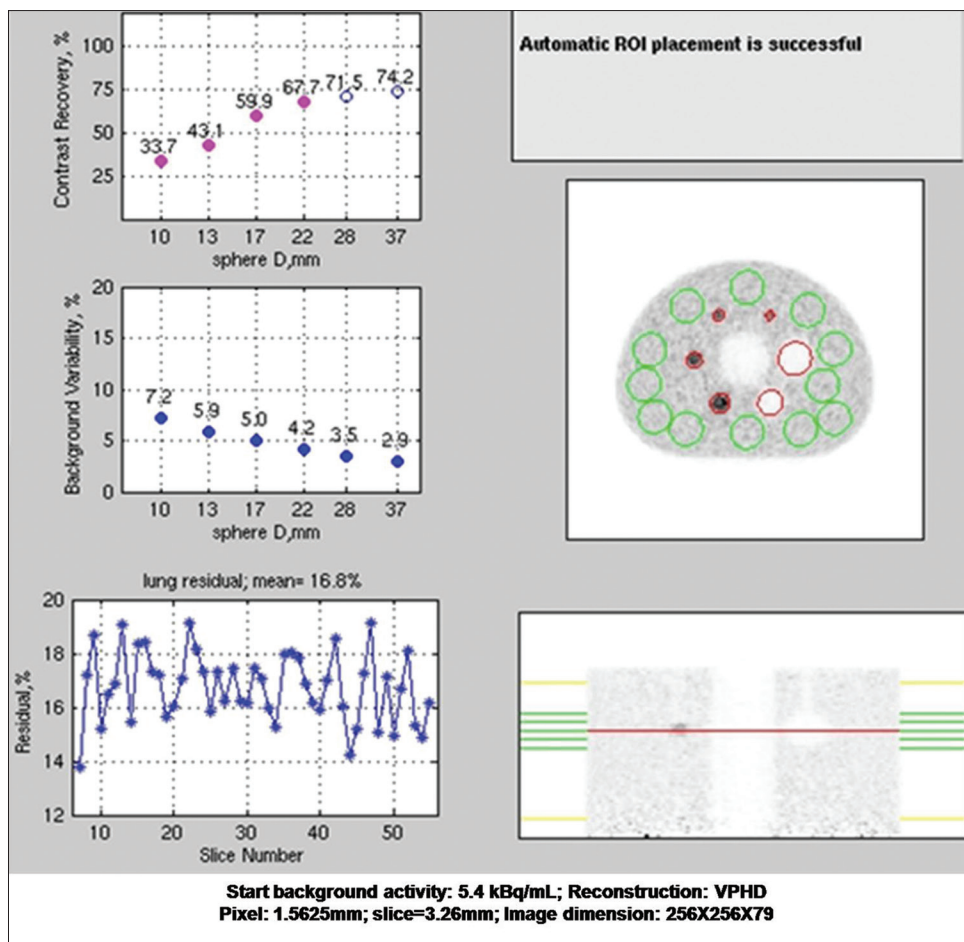 Contrast Recovery, %
100
75
50
25
33.7
43.1
59.9
67.7
71.5
74.2
10 13 17 22 28 37
sphere D,mm
Automatic ROI placement is successful
Background Variability, %
20
15
10
5
0
7.2
5.9
5.0
4.2
3.5
2.9
10 13 17 22 28 37
sphere D,mm
lung residual; mean= 16.8%
Residual,%
20
18
16
14
12
10 20 30 40 50
Slice Number
Start background activity: 5.4 kBq/mL; Reconstruction: VPHD
Pixel: 1.5625mm; slice=3.26mm; Image dimension: 256X256X79